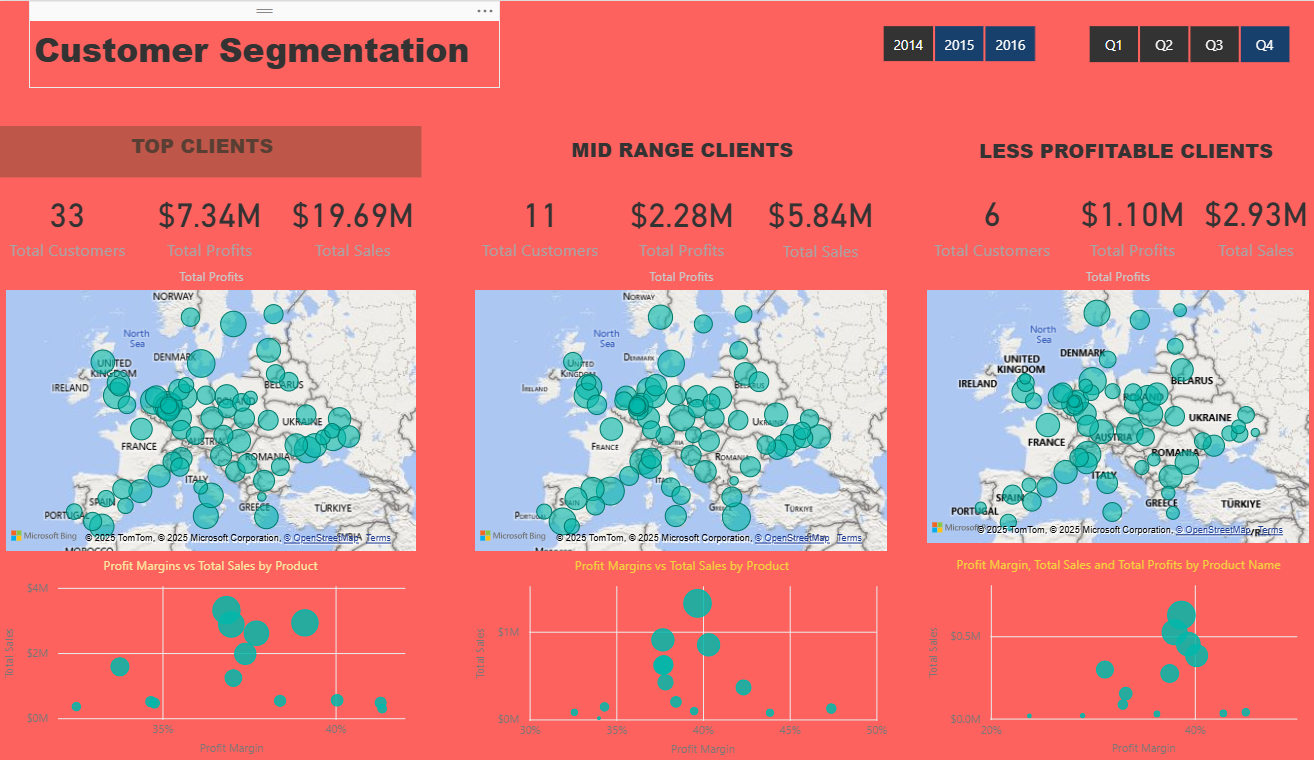 Customer Segmentation
2014 2015 2016
Q1 Q2 Q3 Q4
TOP CLIENTS
MID RANGE CLIENTS
LESS PROFITABLE CLIENTS
33 $7.34M $19.69M
Total Customers Total Profits Total Sales
11 $2.28M $5.84M
Total Customers Total Profits Total Sales
6 $1.10M $2.93M
Total Customers Total Profits Total Sales
Total Profits
NORWAY
North
Sea
DENMARK
UNITED
KINGDOM
IRELAND
BELARUS
UKRAINE
FRANCE
AUSTRIA
ROMANIA
ITALY
SPAIN
PORTUGAL
GREECE
TÜRKIYE
Microsoft Bing
© 2025 TomTom, © 2025 Microsoft Corporation, © OpenStreetMap Terms
MOROCCO
Total Profits
NORWAY
North
Sea
DENMARK
UNITED
KINGDOM
IRELAND
BELARUS
FRANCE
ROMANIA
SPAIN
PORTUGAL
GREECE
TÜRKIYE
Microsoft Bing
© 2025 TomTom, © 2025 Microsoft Corporation, © OpenStreetMap Terms
MOROCCO
Total Profits
North
Sea
DENMARK
UNITED
KINGDOM
IRELAND
BELARUS
POLAND
UKRAINE
FRANCE
AUSTRIA
ROMANIA
ITALY
SPAIN
PORTUGAL
GREECE
TÜRKIYE
Microsoft
© 2025 TomTom, © 2025 Microsoft Corporation, © OpenStreetMap Terms
Profit Margins vs Total Sales by Product
$4M
$2M
$0M
Total Sales
35% 40%
Profit Margin
Profit Margins vs Total Sales by Product
$1M
$0M
Total Sales
30% 35% 40% 45% 50%
Profit Margin
Profit Margin, Total Sales and Total Profits by Product Name
$0.5M
$0.0M
Total Sales
20% 40%
Profit Margin